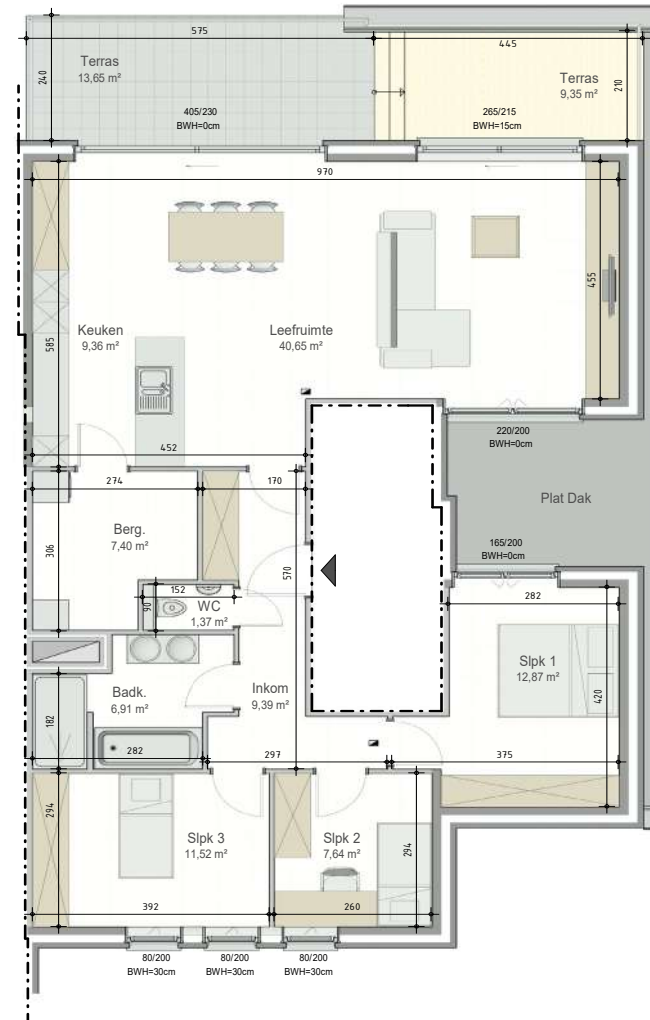 575
445
Terras
13,65 m²
240
Terras
9,35 m²
210
405/230
BWH=0cm
265/215
BWH=15cm
970
455
585
Keuken
9,36 m²
Leefruimte
40,65 m²
452
220/200
BWH=0cm
274
170
Plat Dak
306
Berg.
7,40 m²
570
165/200
BWH=0cm
152
90
WC
1,37 m²
282
Slpk 1
12,87 m²
420
Badk.
6,91 m²
Inkom
9,39 m²
182
282
297
375
294
Slpk 3
11,52 m²
Slpk 2
7,64 m²
294
392
260
80/200
BWH=30cm
80/200
BWH=30cm
80/200
BWH=30cm